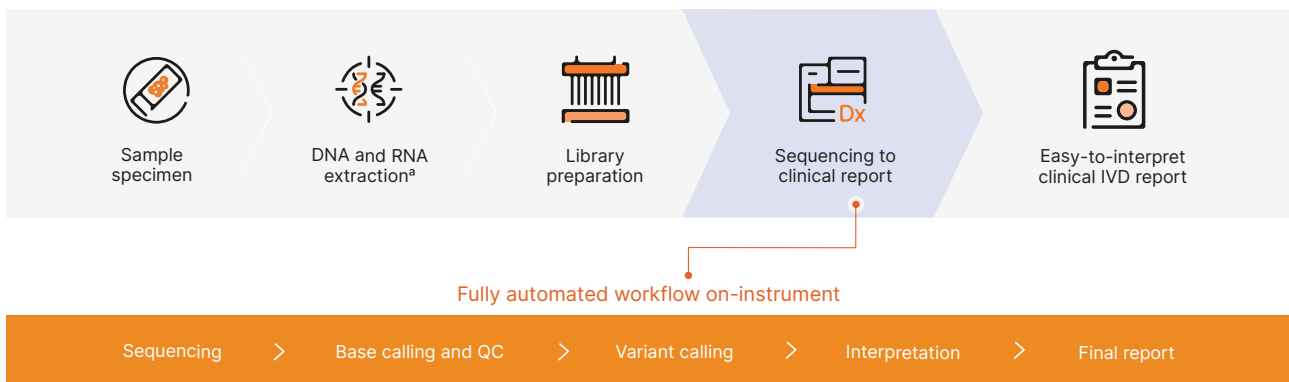 Sample
specimen
DNA and RNA
extractionᵃ
Library
preparation
Dx
Sequencing to
clinical report
Easy-to-interpret
clinical IVD report
Fully automated workflow on-instrument
Sequencing > Base calling and QC > Variant calling > Interpretation > Final report